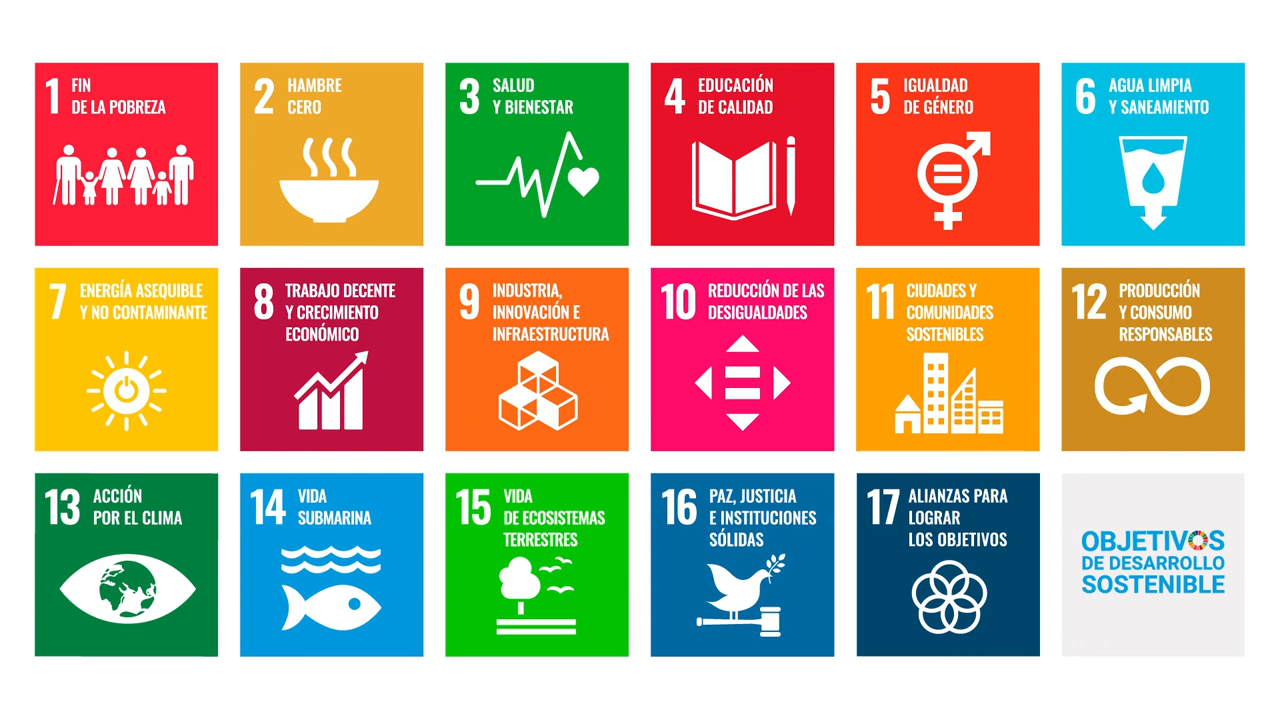 1 FIN
DE LA POBREZA
2 HAMBRE
CERO
3 SALUD
Y BIENESTAR
4 EDUCACIÓN
DE CALIDAD
5 IGUALDAD
DE GÉNERO
6 AGUA LIMPIA
Y SANEAMIENTO
7 ENERGÍA ASEQUIBLE
Y NO CONTAMINANTE
8 TRABAJO DECENTE
Y CRECIMIENTO
ECONÓMICO
9 INDUSTRIA,
INNOVACIÓN E
INFRAESTRUCTURA
10 REDUCCIÓN DE LAS
DESIGUALDADES
11 CIUDADES Y
COMUNIDADES
SOSTENIBLES
12 PRODUCCIÓN
Y CONSUMO
RESPONSABLES
13 ACCIÓN
POR EL CLIMA
14 VIDA
SUBMARINA
15 VIDA
DE ECOSISTEMAS
TERRESTRES
16 PAZ, JUSTICIA
E INSTITUCIONES
SÓLIDAS
17 ALIANZAS PARA
LOGRAR
LOS OBJETIVOS
OBJETIVOS
DE DESARROLLO
SOSTENIBLE